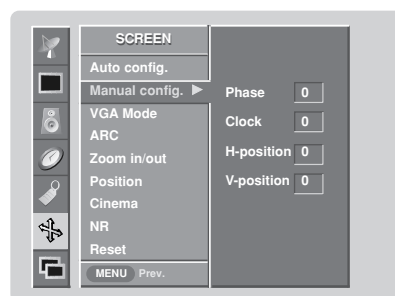 SCREEN
Auto config.
Manual config. ▶
VGA Mode
ARC
Zoom in/out
Position
Cinema
NR
Reset
MENU Prev.
Phase 0
Clock 0
H-position 0
V-position 0